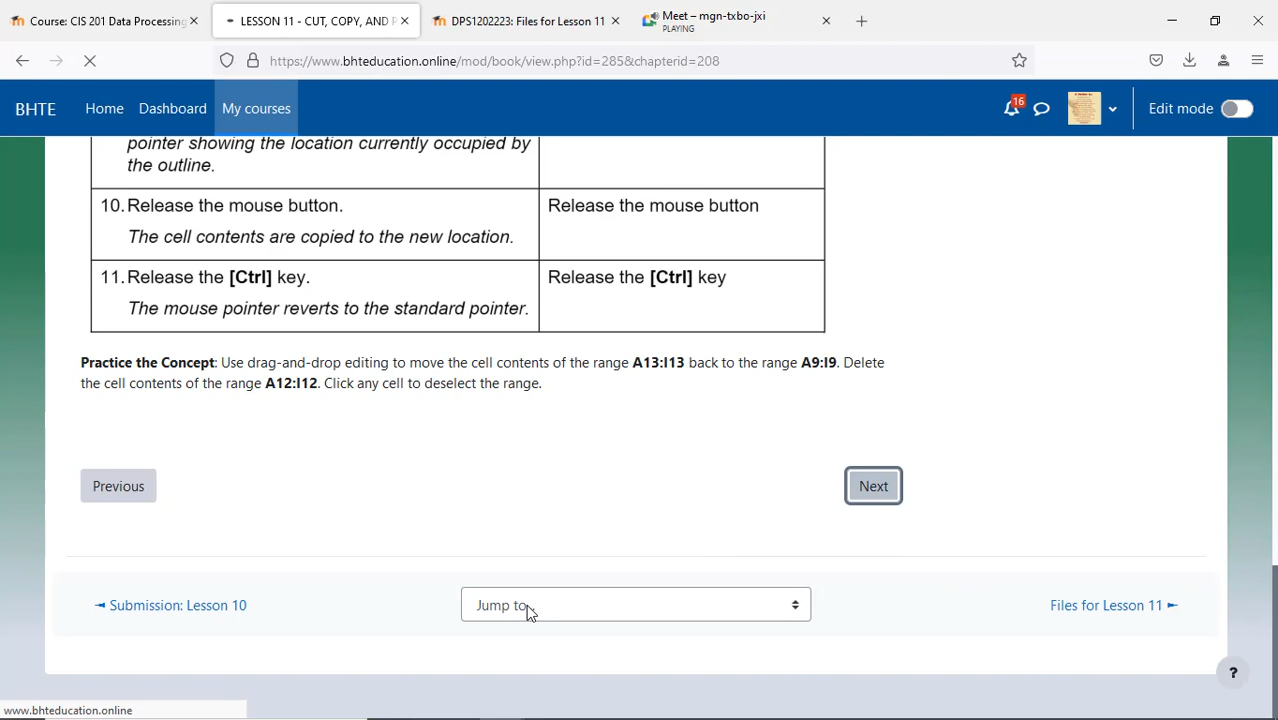 Course: CIS 201 Data Processing
LESSON 11 - CUT, COPY, AND P
DPS1202223: Files for Lesson 11
Meet – mgn-txbo-jxi
PLAYING
https://www.bhteducation.online/mod/book/view.php?id=285&chapterid=208
BHTE
Home
Dashboard
My courses
16
Edit mode
pointer showing the location currently occupied by
the outline.
10. Release the mouse button.
Release the mouse button
The cell contents are copied to the new location.
11. Release the [Ctrl] key.
Release the [Ctrl] key
The mouse pointer reverts to the standard pointer.
Practice the Concept: Use drag-and-drop editing to move the cell contents of the range A13:I13 back to the range A9:I9. Delete
the cell contents of the range A12:I12. Click any cell to deselect the range.
Previous
Next
◄ Submission: Lesson 10
Jump to...
Files for Lesson 11 ►
?
www.bhteducation.online